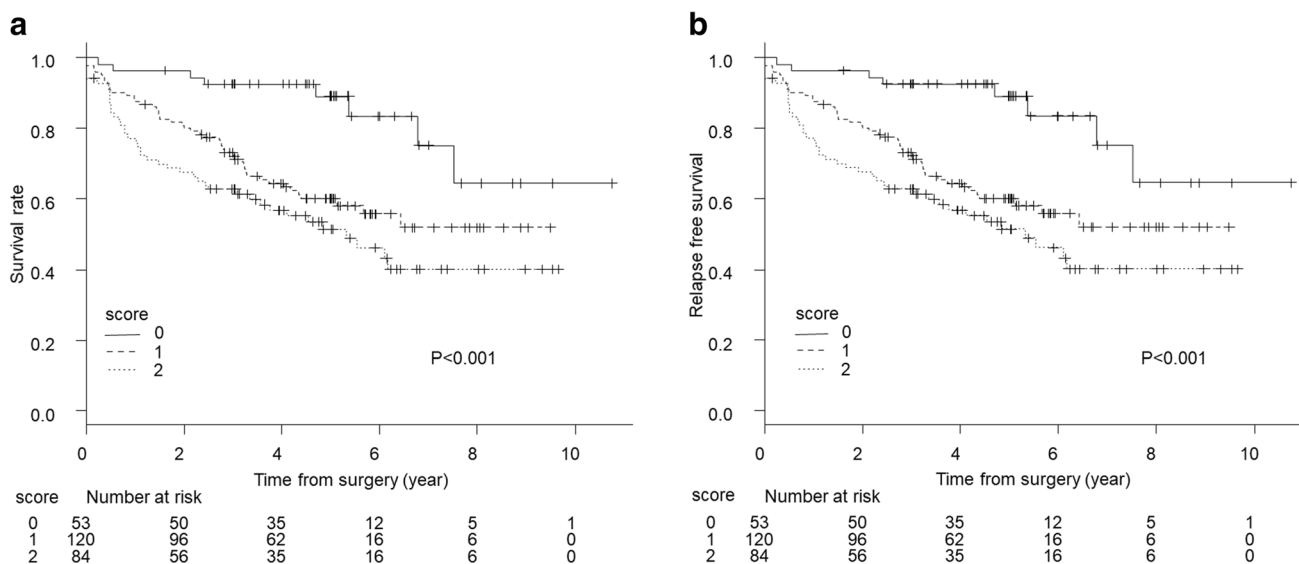 a
1.0
0.8
0.6
0.4
0.2
0.0
Survival rate
score
0
1
2
P<0.001
0 2 4 6 8 10
Time from surgery (year)
score Number at risk
0 53 50 35 12 5 1
1 120 96 62 16 6 0
2 84 56 35 16 6 0
b
1.0
0.8
0.6
0.4
0.2
0.0
Relapse free survival
score
0
1
2
P<0.001
0 2 4 6 8 10
Time from surgery (year)
score Number at risk
0 53 50 35 12 5 1
1 120 96 62 16 6 0
2 84 56 35 16 6 0